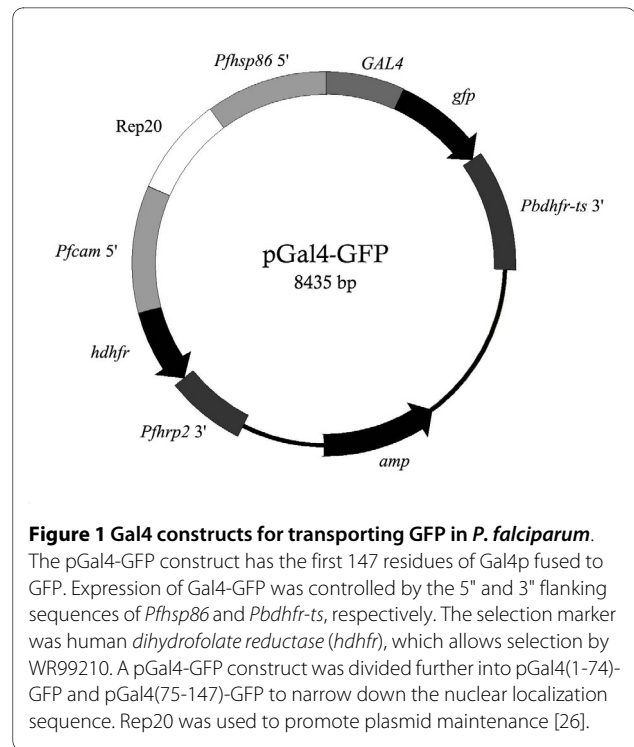 Pfhsp86 5'
GAL4
gfp
Rep20
Pbdhfr-ts 3'
Pfcam 5'
pGal4-GFP
8435 bp
hdhfr
Pfhrp2 3'
amp
Figure 1 Gal4 constructs for transporting GFP in P. falciparum.
The pGal4-GFP construct has the first 147 residues of Gal4p fused to
GFP. Expression of Gal4-GFP was controlled by the 5" and 3" flanking
sequences of Pfhsp86 and Pbdhfr-ts, respectively. The selection marker
was human dihydrofolate reductase (hdhfr), which allows selection by
WR99210. A pGal4-GFP construct was divided further into pGal4(1-74)-
GFP and pGal4(75-147)-GFP to narrow down the nuclear localization
sequence. Rep20 was used to promote plasmid maintenance [26].